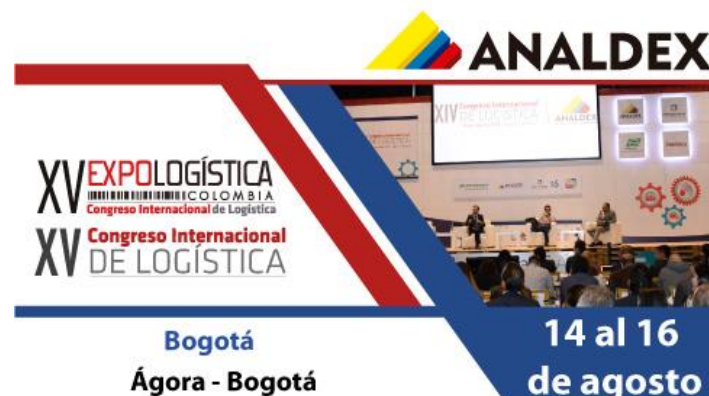 ANALDEX
XIV Congreso Internacional
DE LOGÍSTICA
ANALDEX
XV EXPOLOGÍSTICA
COLOMBIA
Congreso Internacional de Logística
XV Congreso Internacional
DE LOGÍSTICA
Bogotá
Ágora - Bogotá
14 al 16
de agosto